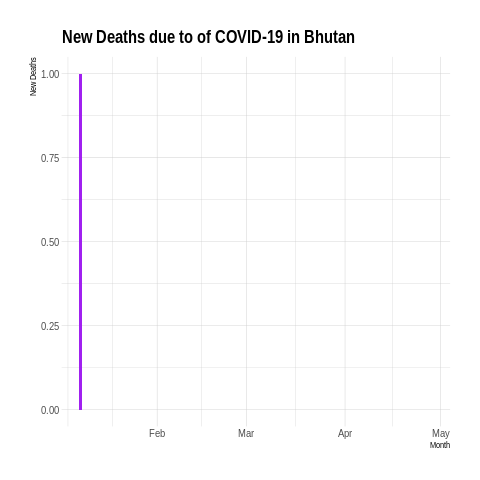 New Deaths due to of COVID-19 in Bhutan
New Deaths
1.00
0.75
0.50
0.25
0.00
Feb Mar Apr May
Month